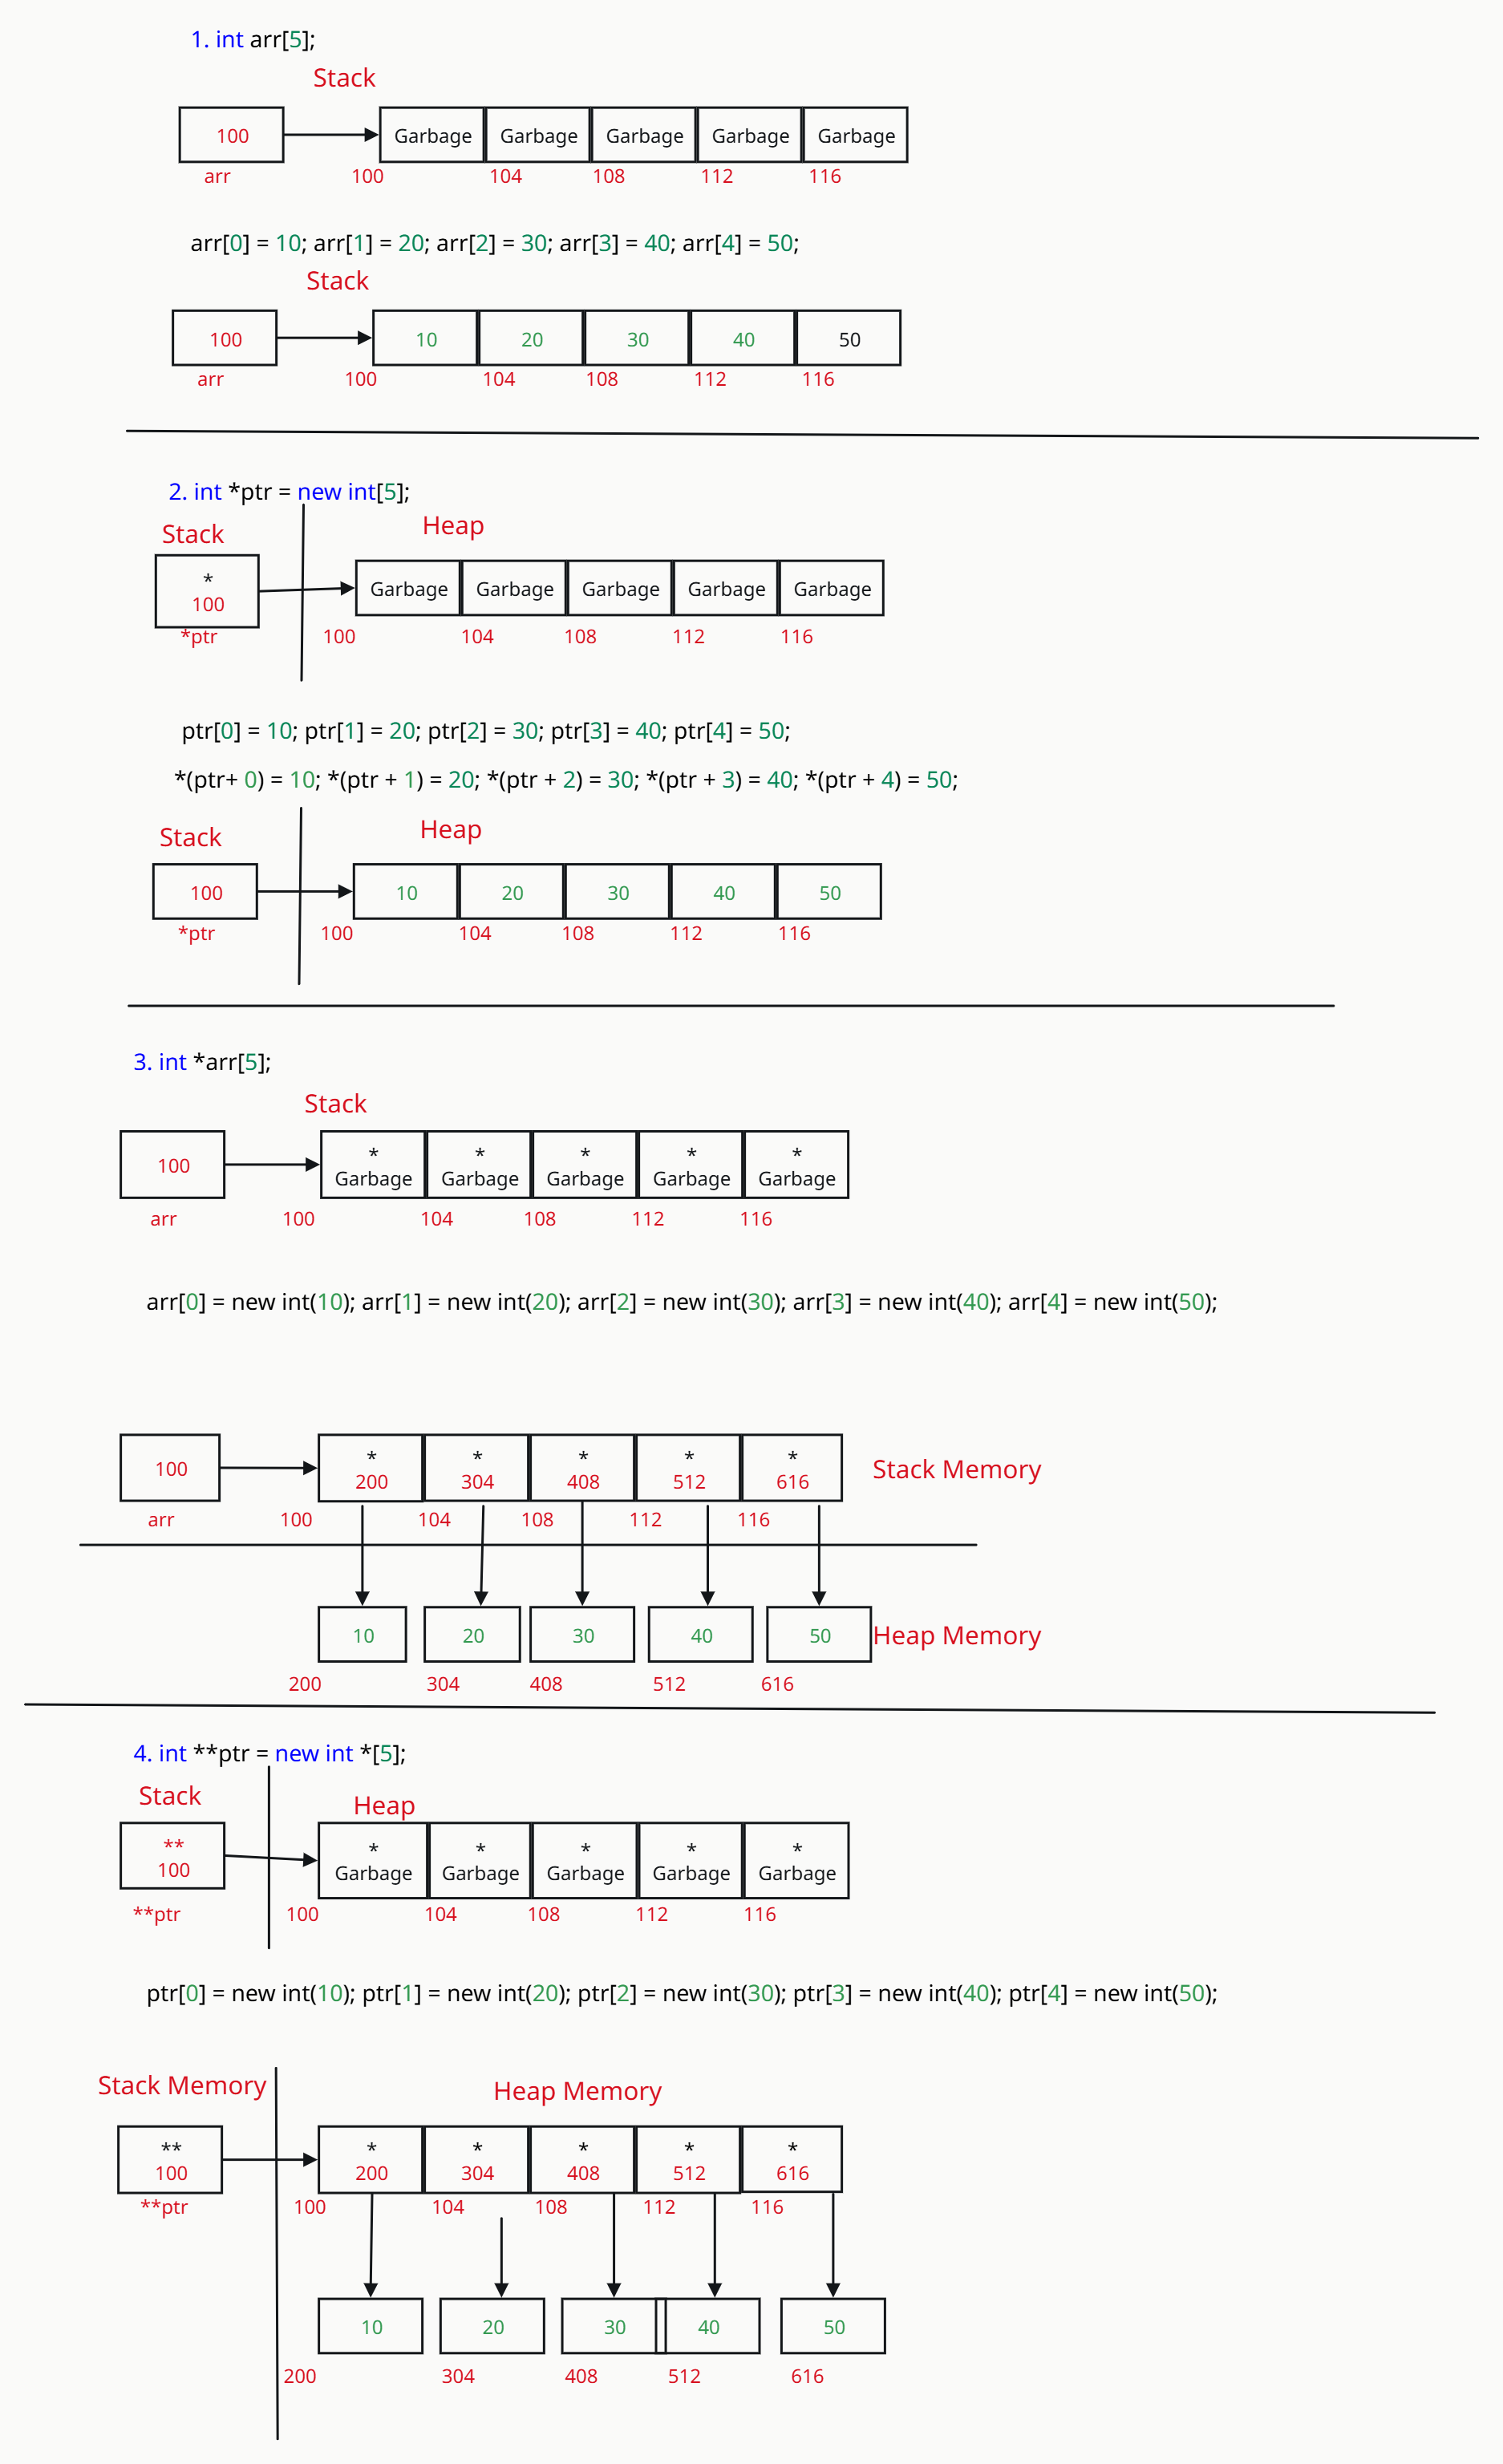 1. int arr[5];
Stack
100 Garbage Garbage Garbage Garbage Garbage
arr 100 104 108 112 116
arr[0] = 10; arr[1] = 20; arr[2] = 30; arr[3] = 40; arr[4] = 50;
Stack
100 10 20 30 40 50
arr 100 104 108 112 116
2. int *ptr = new int[5];
Stack Heap
*
100 Garbage Garbage Garbage Garbage Garbage
*ptr 100 104 108 112 116
ptr[0] = 10; ptr[1] = 20; ptr[2] = 30; ptr[3] = 40; ptr[4] = 50;
*(ptr+ 0) = 10; *(ptr + 1) = 20; *(ptr + 2) = 30; *(ptr + 3) = 40; *(ptr + 4) = 50;
Stack Heap
100 10 20 30 40 50
*ptr 100 104 108 112 116
3. int *arr[5];
Stack
* * * * *
100 Garbage Garbage Garbage Garbage Garbage
arr 100 104 108 112 116
arr[0] = new int(10); arr[1] = new int(20); arr[2] = new int(30); arr[3] = new int(40); arr[4] = new int(50);
* * * * *
100 200 304 408 512 616 Stack Memory
arr 100 104 108 112 116
10 20 30 40 50 Heap Memory
200 304 408 512 616
4. int **ptr = new int *[5];
Stack Heap
** * * * * *
100 Garbage Garbage Garbage Garbage Garbage
**ptr 100 104 108 112 116
ptr[0] = new int(10); ptr[1] = new int(20); ptr[2] = new int(30); ptr[3] = new int(40); ptr[4] = new int(50);
Stack Memory Heap Memory
** * * * * *
100 200 304 408 512 616
**ptr 100 104 108 112 116
10 20 30 40 50
200 304 408 512 616